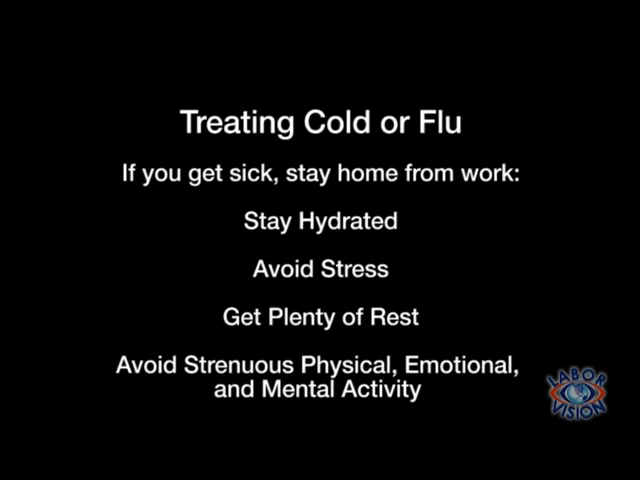 Treating Cold or Flu
If you get sick, stay home from work:
Stay Hydrated
Avoid Stress
Get Plenty of Rest
Avoid Strenuous Physical, Emotional,
and Mental Activity
LABOR
VISION